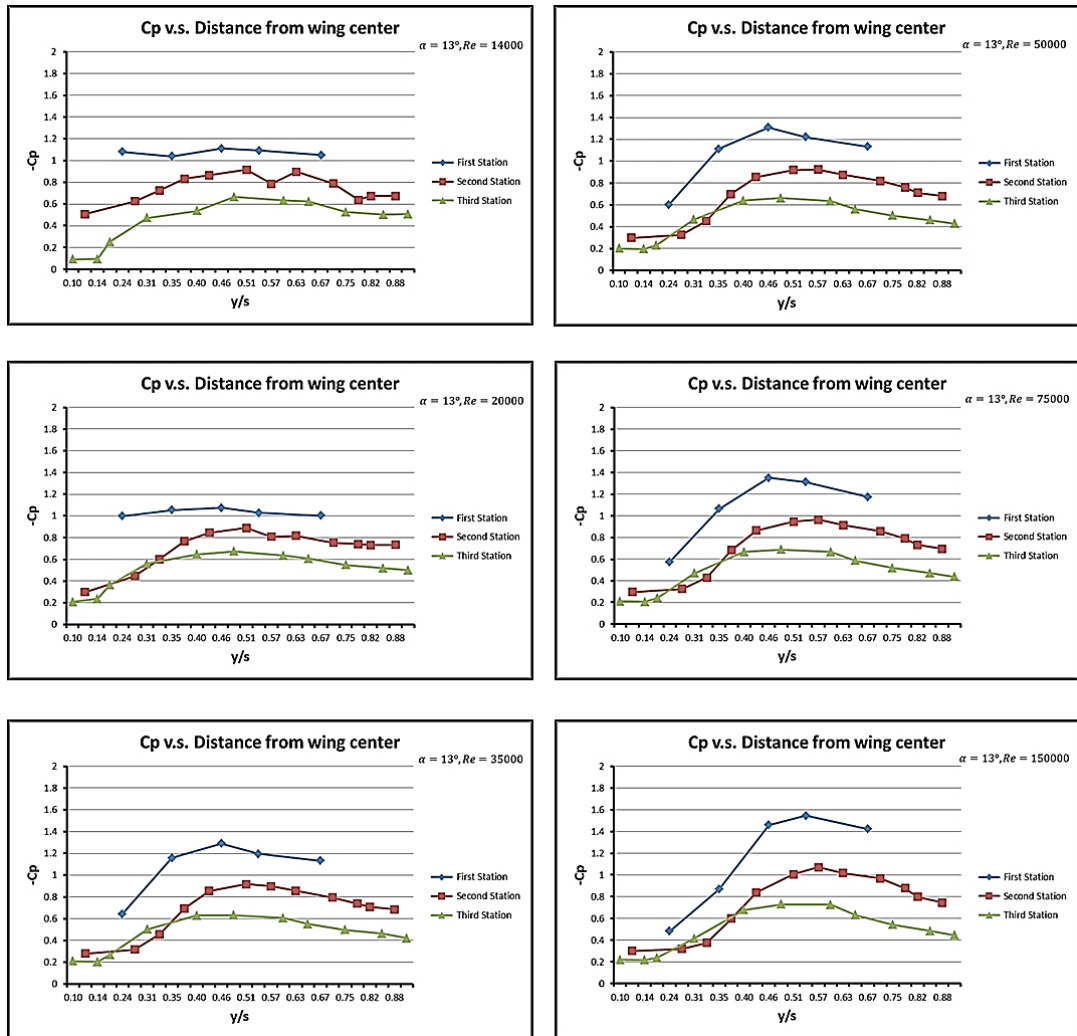 Cp v.s. Distance from wing center
α = 13°, Re = 14000
2
1.8
1.6
1.4
1.2
1
0.8
0.6
0.4
0.2
0
-Cp
0.10 0.14 0.24 0.31 0.35 0.40 0.46 0.51 0.57 0.63 0.67 0.75 0.82 0.88
y/s
First Station
Second Station
Third Station
Cp v.s. Distance from wing center
α = 13°, Re = 50000
2
1.8
1.6
1.4
1.2
1
0.8
0.6
0.4
0.2
0
-Cp
0.10 0.14 0.24 0.31 0.35 0.40 0.46 0.51 0.57 0.63 0.67 0.75 0.82 0.88
y/s
First Station
Second Station
Third Station
Cp v.s. Distance from wing center
α = 13°, Re = 20000
2
1.8
1.6
1.4
1.2
1
0.8
0.6
0.4
0.2
0
-Cp
0.10 0.14 0.24 0.31 0.35 0.40 0.46 0.51 0.57 0.63 0.67 0.75 0.82 0.88
y/s
First Station
Second Station
Third Station
Cp v.s. Distance from wing center
α = 13°, Re = 75000
2
1.8
1.6
1.4
1.2
1
0.8
0.6
0.4
0.2
0
-Cp
0.10 0.14 0.24 0.31 0.35 0.40 0.46 0.51 0.57 0.63 0.67 0.75 0.82 0.88
y/s
First Station
Second Station
Third Station
Cp v.s. Distance from wing center
α = 13°, Re = 35000
2
1.8
1.6
1.4
1.2
1
0.8
0.6
0.4
0.2
0
-Cp
0.10 0.14 0.24 0.31 0.35 0.40 0.46 0.51 0.57 0.63 0.67 0.75 0.82 0.88
y/s
First Station
Second Station
Third Station
Cp v.s. Distance from wing center
α = 13°, Re = 150000
2
1.8
1.6
1.4
1.2
1
0.8
0.6
0.4
0.2
0
-Cp
0.10 0.14 0.24 0.31 0.35 0.40 0.46 0.51 0.57 0.63 0.67 0.75 0.82 0.88
y/s
First Station
Second Station
Third Station